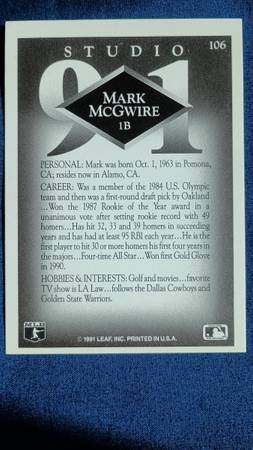 STUDIO
106
91
MARK
McGWIRE
1B
PERSONAL: Mark was born Oct. 1, 1963 in Pomona,
CA; resides now in Alamo, CA.
CAREER: Was a member of the 1984 U.S. Olympic
team and then was a first-round draft pick by Oakland
...Won the 1987 Rookie of the Year award in a
unanimous vote after setting rookie record with 49
homers...Has hit 32, 33 and 39 homers in succeeding
years and has had at least 95 RBI each year...He is the
first player to hit 30 or more homers his first four years in
the majors...Four-time All Star...Won first Gold Glove
in 1990.
HOBBIES & INTERESTS: Golf and movies...favorite
TV show is LA Law...follows the Dallas Cowboys and
Golden State Warriors.
© 1991 LEAF, INC. PRINTED IN U.S.A.